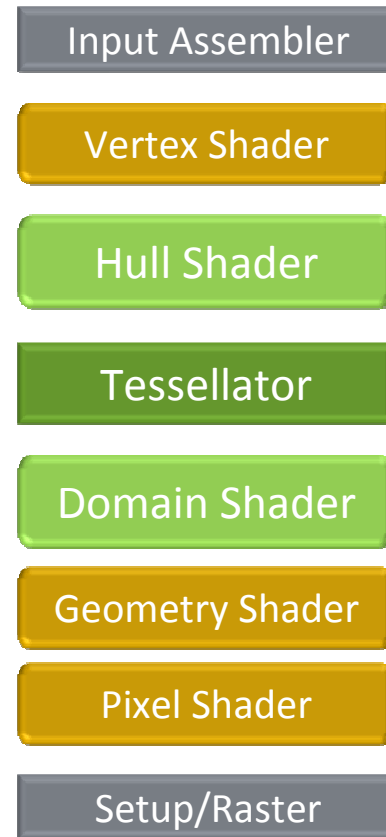 Input Assembler
Vertex Shader
Hull Shader
Tessellator
Domain Shader
Geometry Shader
Pixel Shader
Setup/Raster